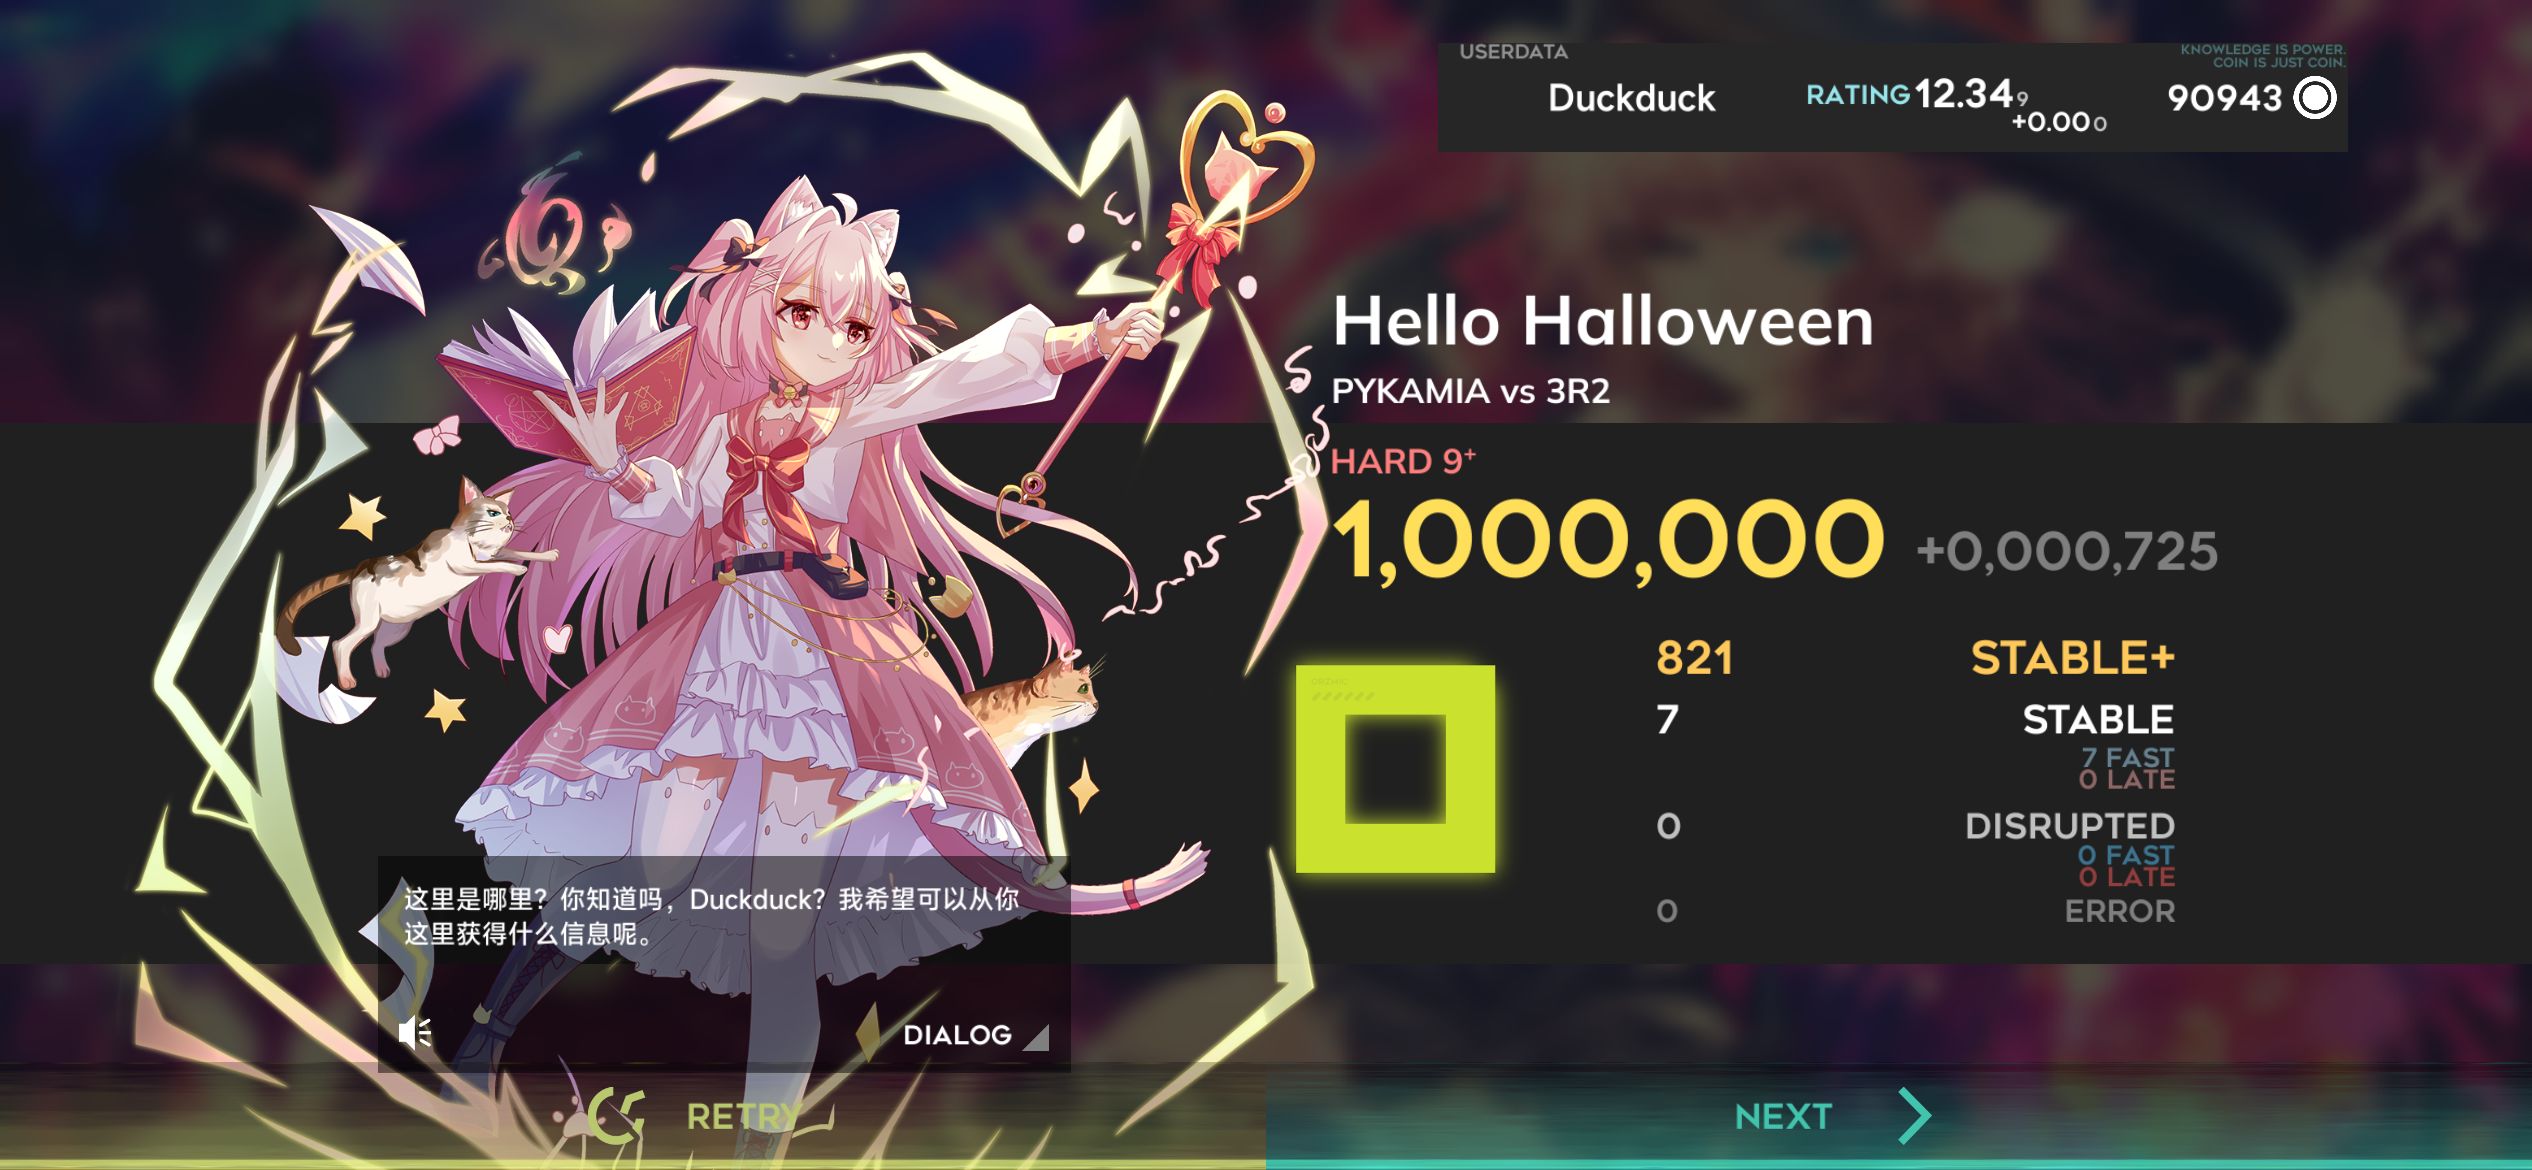 USERDATA
KNOWLEDGE IS POWER.
COIN IS JUST COIN.
Duckduck
RATING 12.349
+0.000
90943
Hello Halloween
PYKAMIA vs 3R2
HARD 9+
1,000,000 +0,000,725
821 STABLE+
ORZMIC
7 STABLE
7 FAST
0 LATE
0 DISRUPTED
0 FAST
0 LATE
0 ERROR
这里是哪里？你知道吗，Duckduck？我希望可以从你
这里获得什么信息呢。
DIALOG
RETRY
NEXT